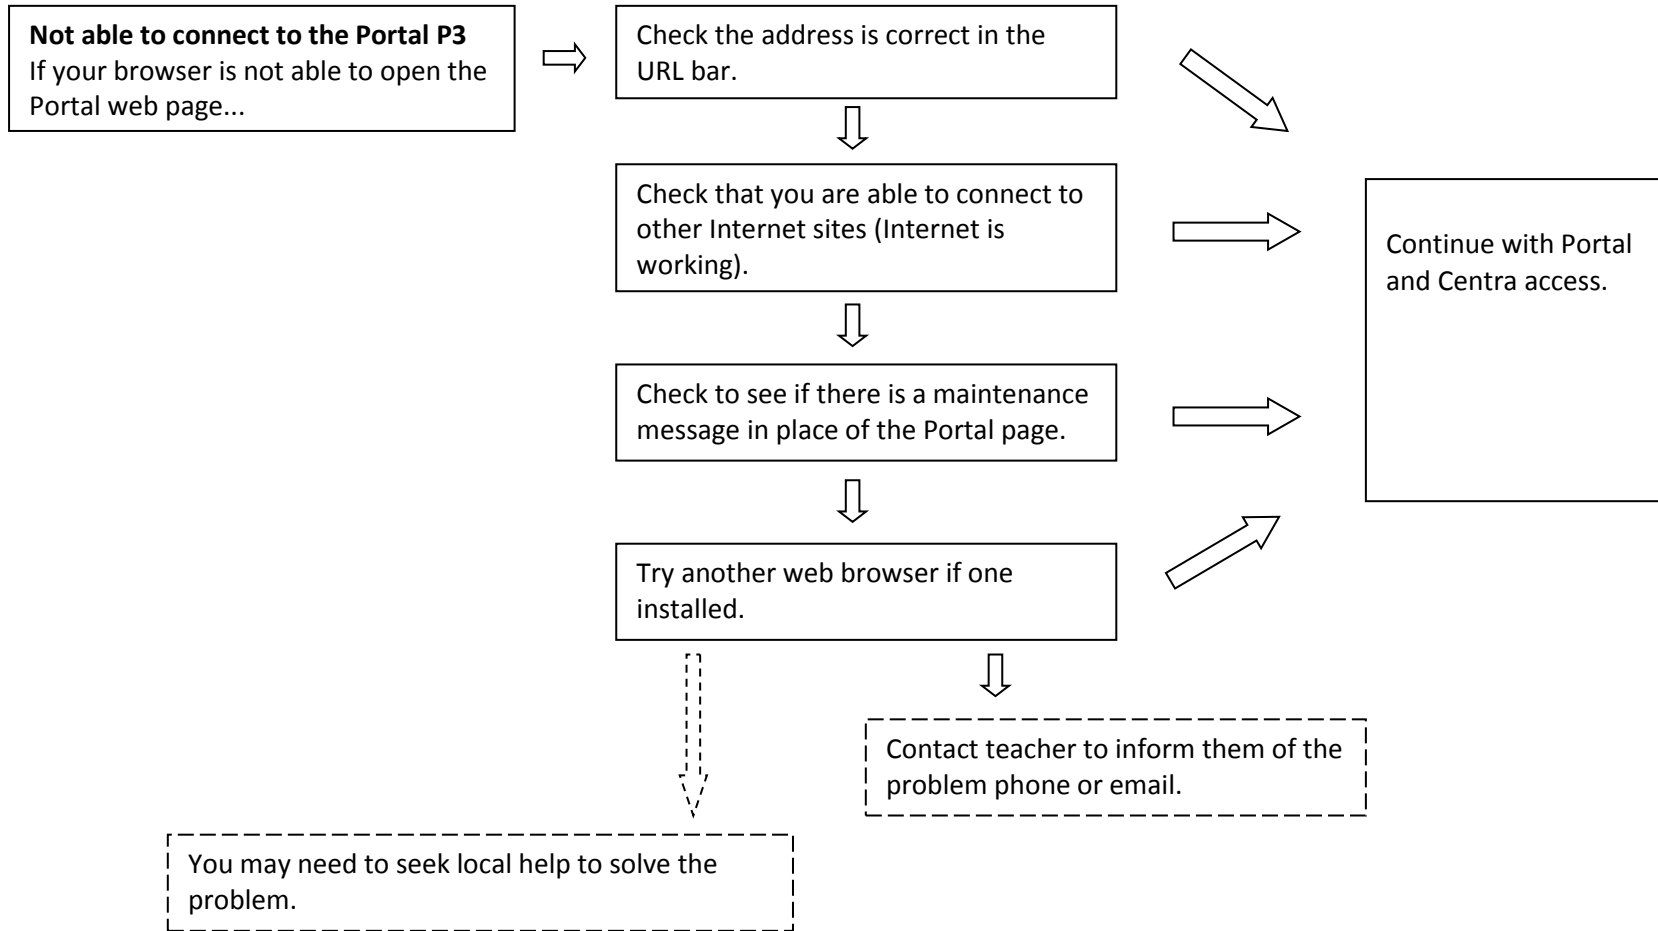 Not able to connect to the Portal P3
If your browser is not able to open the
Portal web page...
Check the address is correct in the
URL bar.
Check that you are able to connect to
other Internet sites (Internet is
working).
Continue with Portal
and Centra access.
Check to see if there is a maintenance
message in place of the Portal page.
Try another web browser if one
installed.
Contact teacher to inform them of the
problem phone or email.
You may need to seek local help to solve the
problem.